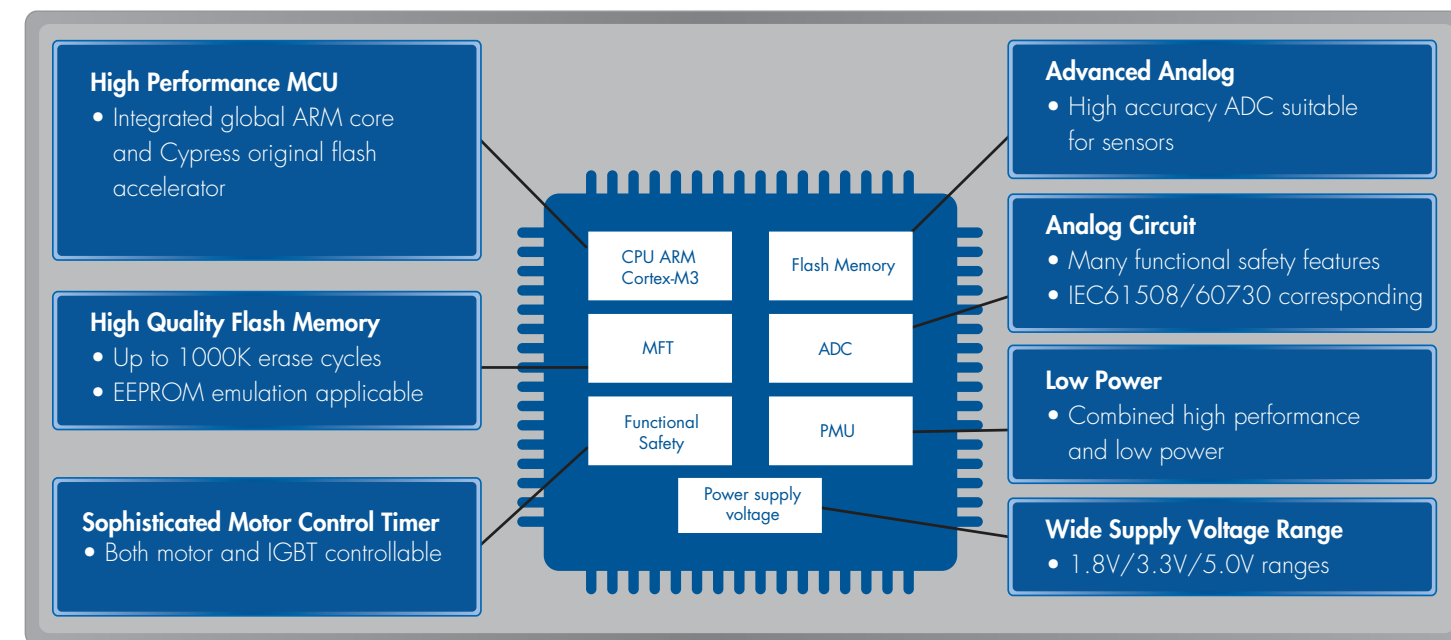 High Performance MCU
• Integrated global ARM core
and Cypress original flash
accelerator
High Quality Flash Memory
• Up to 1000K erase cycles
• EEPROM emulation applicable
Sophisticated Motor Control Timer
• Both motor and IGBT controllable
CPU ARM
Cortex-M3
Flash Memory
MFT
ADC
Functional
Safety
PMU
Power supply
voltage
Advanced Analog
• High accuracy ADC suitable
for sensors
Analog Circuit
• Many functional safety features
• IEC61508/60730 corresponding
Low Power
• Combined high performance
and low power
Wide Supply Voltage Range
• 1.8V/3.3V/5.0V ranges